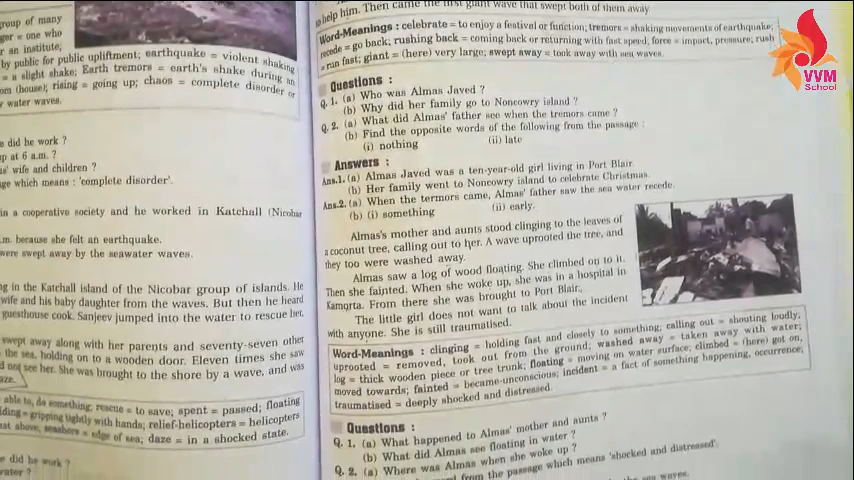 group of many
ger = one who
r an institute;
by public for public upliftment; earthquake = violent shaking
= a slight shake; Earth tremors = earth's shake during an
om (house); rising = going up; chaos = complete disorder or
water waves.
e did he work ?
up at 6 a.m. ?
s' wife and children ?
ge which means : 'complete disorder'.
in a cooperative society and he worked in Katchall (Nicobar
.m. because she felt an earthquake.
were swept away by the seawater waves.
ng in the Katchall island of the Nicobar group of islands. He
wife and his baby daughter from the waves. But then he heard
guesthouse cook. Sanjeev jumped into the water to rescue her,
swept away along with her parents and seventy-seven other
the sea, holding on to a wooden door. Eleven times she saw
d not see her. She was brought to the shore by a wave, and was
aze.
able to, do something; rescue = to save; spent = passed; floating
lding = gripping tightly with hands; relief-helicopters = helicopters
hat above; seashores = edge of sea; daze = in a shocked state.
e did he work ?
water ?
to help him. Then came the first giant wave that swept both of them away
Word-Meanings : celebrate = to enjoy a festival or function; tremors = shaking movements of earthquake;
recede = go back; rushing back = coming back or returning with fast speed; force = impact, pressure; rush
= run fast; giant = (here) very large; swept away = took away with sea waves.
Questions :
Q. 1. (a) Who was Almas Javed ?
(b) Why did her family go to Noncowry island ?
Q. 2. (a) What did Almas' father see when the tremors came ?
(b) Find the opposite words of the following from the passage :
(i) nothing (ii) late
Answers :
Ans.1. (a) Almas Javed was a ten-year-old girl living in Port Blair.
(b) Her family went to Noncowry island to celebrate Christmas.
Ans.2. (a) When the termors came, Almas' father saw the sea water recede.
(b) (i) something (ii) early.
Almas's mother and aunts stood clinging to the leaves of
a coconut tree, calling out to her. A wave uprooted the tree, and
they too were washed away.
Almas saw a log of wood floating. She climbed on to it.
Then she fainted. When she woke up, she was in a hospital in
Kamorta. From there she was brought to Port Blair.
The little girl does not want to talk about the incident
with anyone. She is still traumatised.
Word-Meanings : clinging = holding fast and closely to something, calling out = shouting loudly,
uprooted = removed, took out from the ground; washed away = taken away with water;
log = thick wooden piece or tree trunk; floating = moving on water surface; climbed = (here) got on,
moved towards; fainted = became-unconscious; incident = a fact of something happening, occurrence;
traumatised = deeply shocked and distressed.
Questions :
Q. 1. (a) What happened to Almas' mother and aunts ?
(b) What did Almas see floating in water ?
Q. 2. (a) Where was Almas when she woke up ?
from the passage which means 'shocked and distressed'.
sea waves.
VVM
School